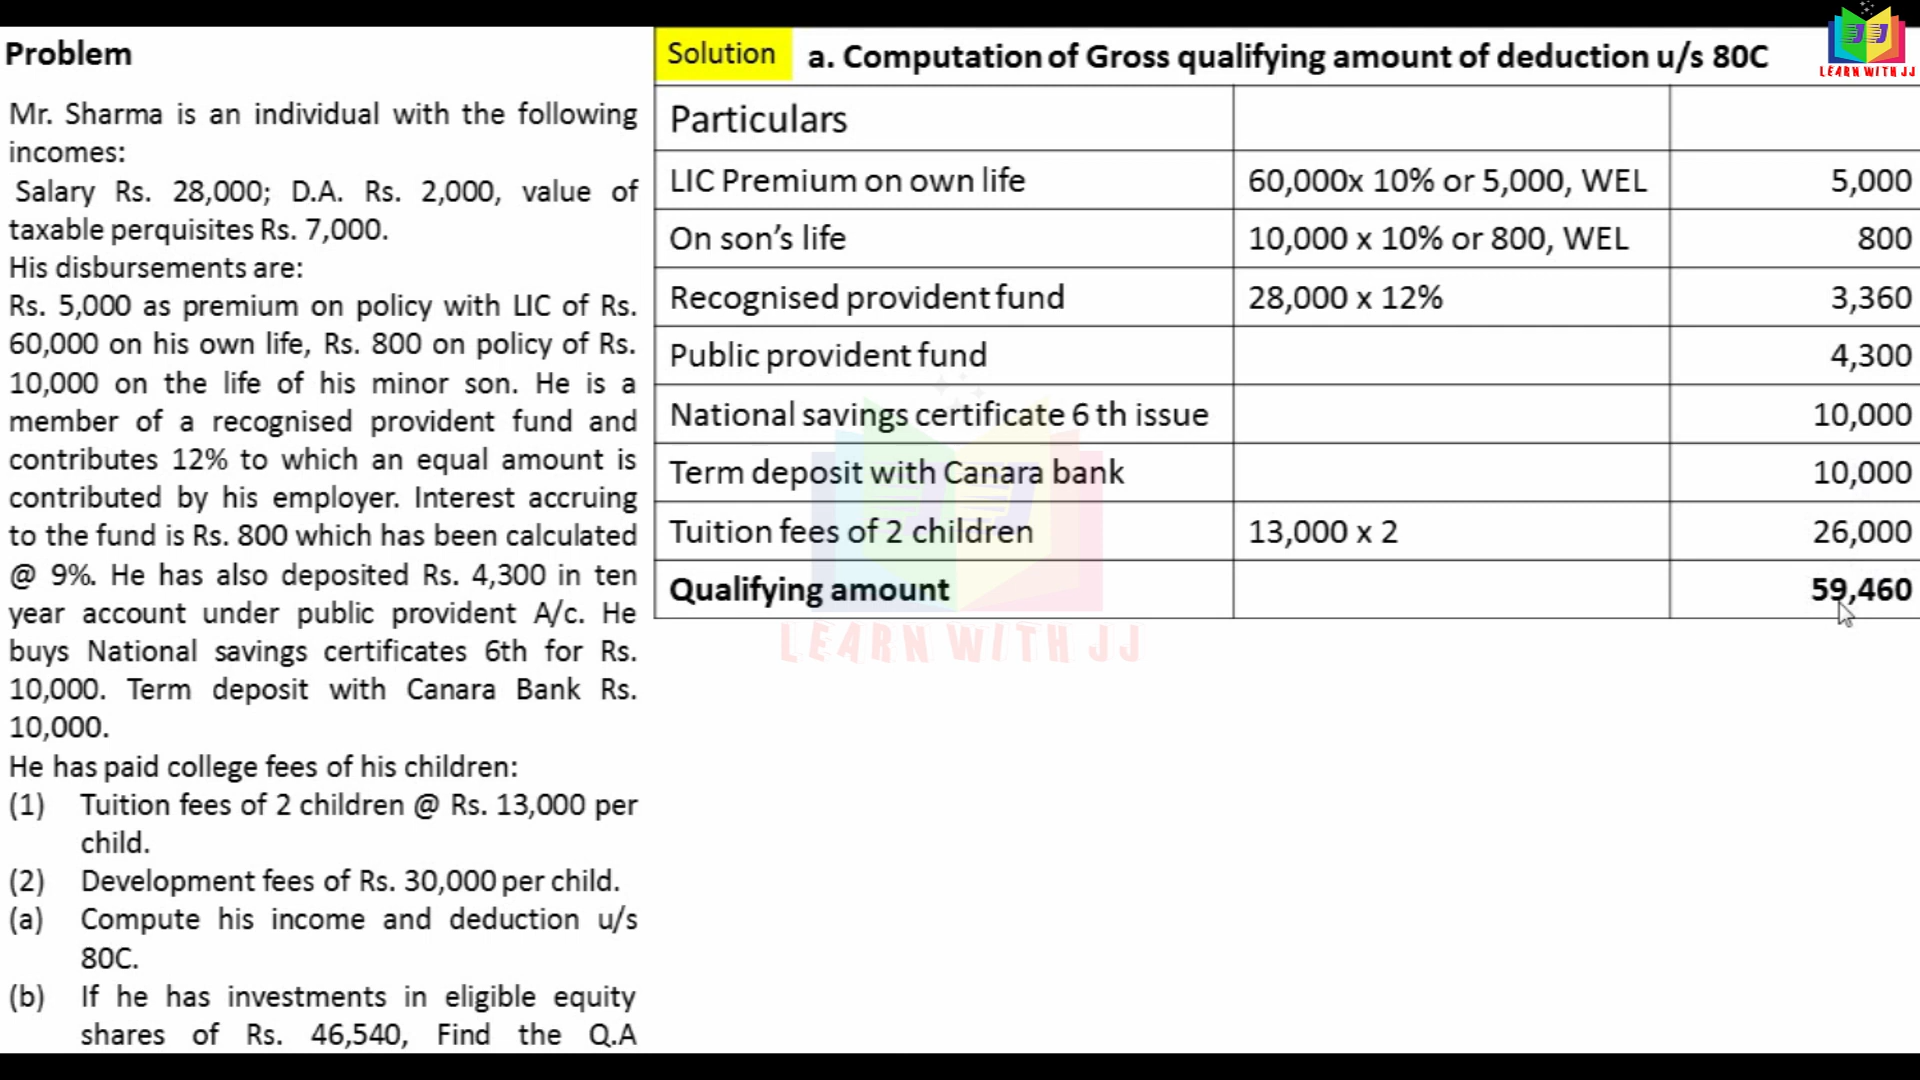 Problem
Mr. Sharma is an individual with the following
incomes:
Salary Rs. 28,000; D.A. Rs. 2,000, value of
taxable perquisites Rs. 7,000.
His disbursements are:
Rs. 5,000 as premium on policy with LIC of Rs.
60,000 on his own life, Rs. 800 on policy of Rs.
10,000 on the life of his minor son. He is a
member of a recognised provident fund and
contributes 12% to which an equal amount is
contributed by his employer. Interest accruing
to the fund is Rs. 800 which has been calculated
@ 9%. He has also deposited Rs. 4,300 in ten
year account under public provident A/c. He
buys National savings certificates 6th for Rs.
10,000. Term deposit with Canara Bank Rs.
10,000.
He has paid college fees of his children:
(1) Tuition fees of 2 children @ Rs. 13,000 per
child.
(2) Development fees of Rs. 30,000 per child.
(a) Compute his income and deduction u/s
80C.
(b) If he has investments in eligible equity
shares of Rs. 46,540, Find the Q.A
Solution a. Computation of Gross qualifying amount of deduction u/s 80C
Particulars
LIC Premium on own life 60,000x 10% or 5,000, WEL 5,000
On son's life 10,000 x 10% or 800, WEL 800
Recognised provident fund 28,000 x 12% 3,360
Public provident fund 4,300
National savings certificate 6 th issue 10,000
Term deposit with Canara bank 10,000
Tuition fees of 2 children 13,000 x 2 26,000
Qualifying amount 59,460
LEARN WITH JJ
LEARN WITH JJ